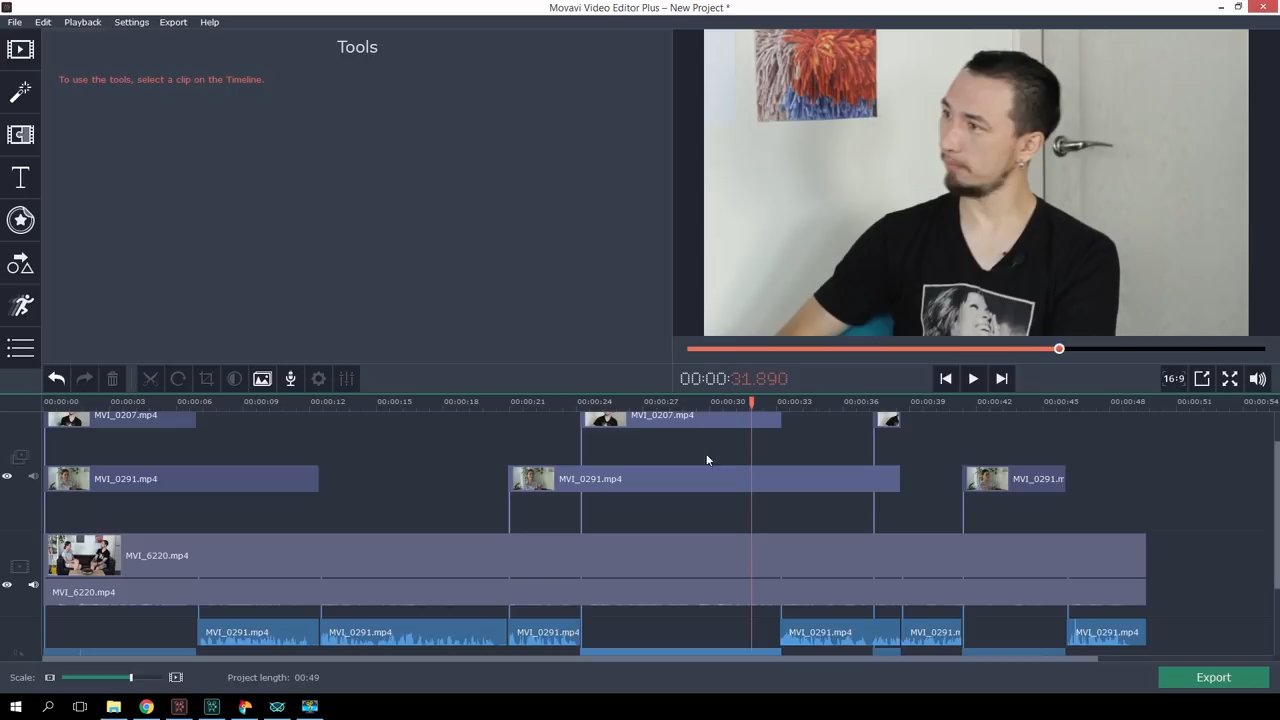 Movavi Video Editor Plus – New Project *
File Edit Playback Settings Export Help
Tools
To use the tools, select a clip on the Timeline.
00:00:31.890
16:9
00:00:00 00:00:03 00:00:06 00:00:09 00:00:12 00:00:15 00:00:18 00:00:21 00:00:24 00:00:27 00:00:30 00:00:33 00:00:36 00:00:39 00:00:42 00:00:45 00:00:48 00:00:51 00:00:54
MVI_0207.mp4 MVI_0207.mp4
MVI_0291.mp4 MVI_0291.mp4 MVI_0291.m
MVI_6220.mp4
MVI_6220.mp4
MVI_0291.mp4 MVI_0291.mp4 MVI_0291.mp4 MVI_0291.mp4 MVI_0291.n MVI_0291.mp4
Scale: Project length: 00:49 Export